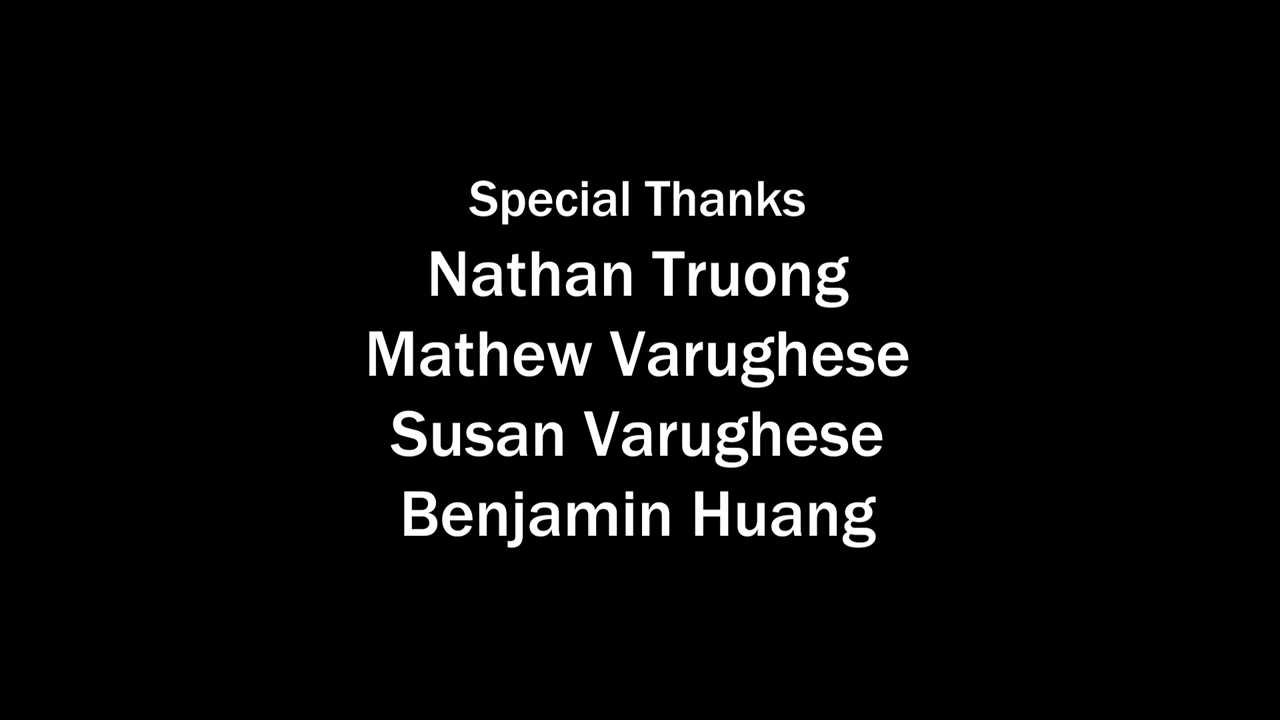 Special Thanks
Nathan Truong
Mathew Varughese
Susan Varughese
Benjamin Huang